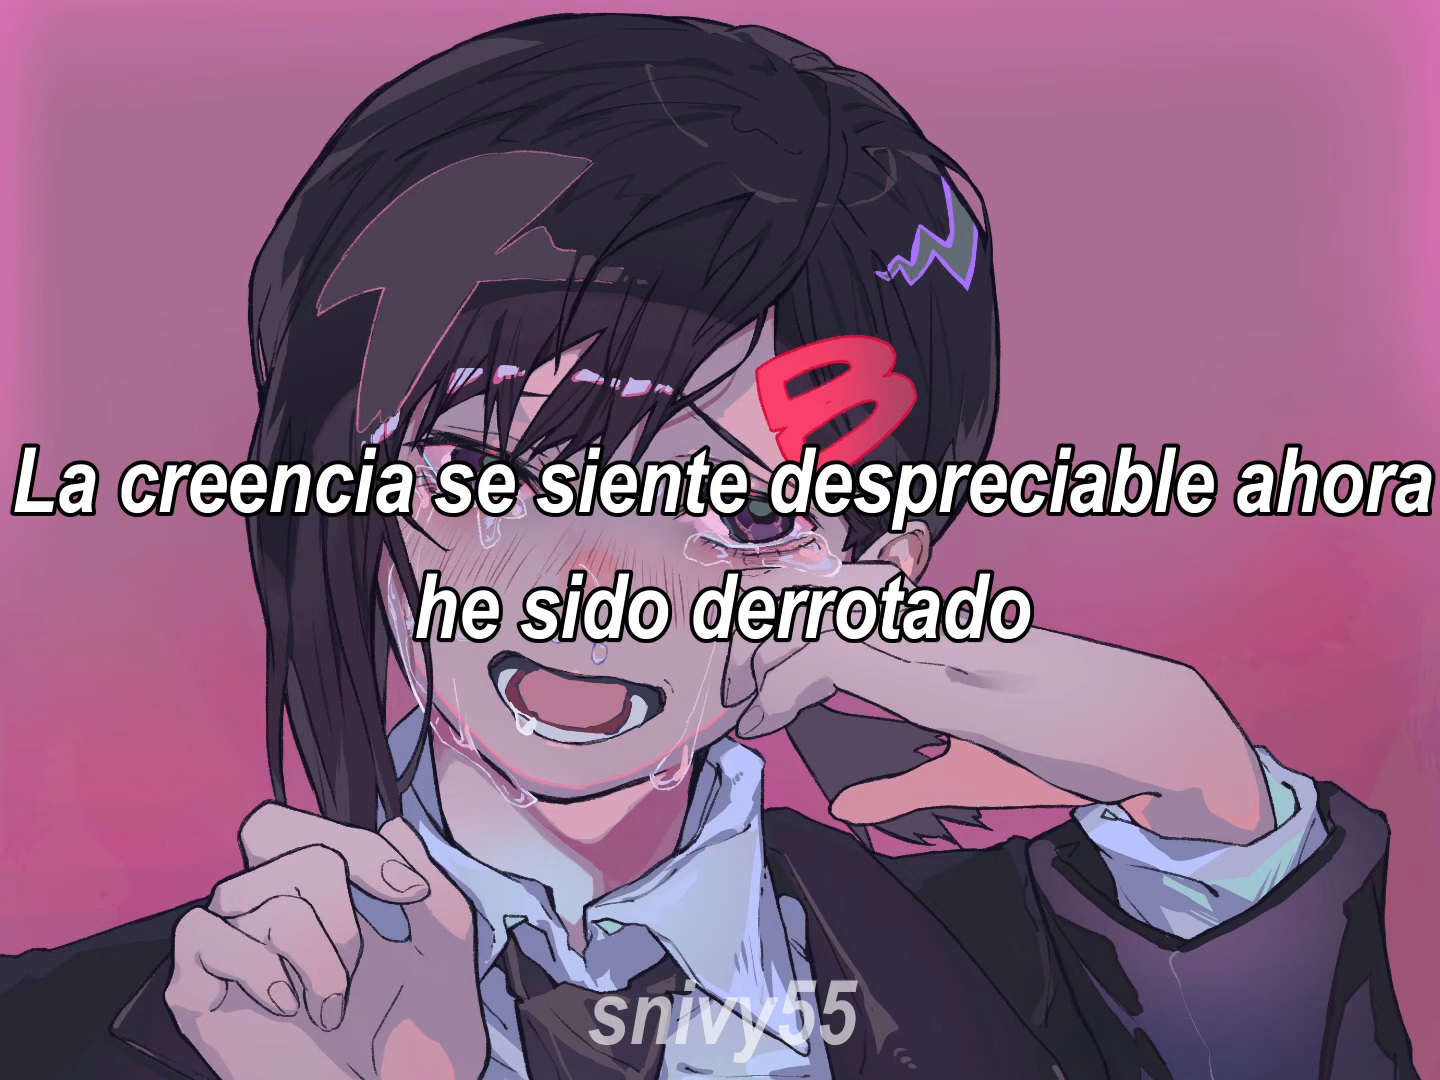 La creencia se siente despreciable ahora
he sido derrotado
snivy55